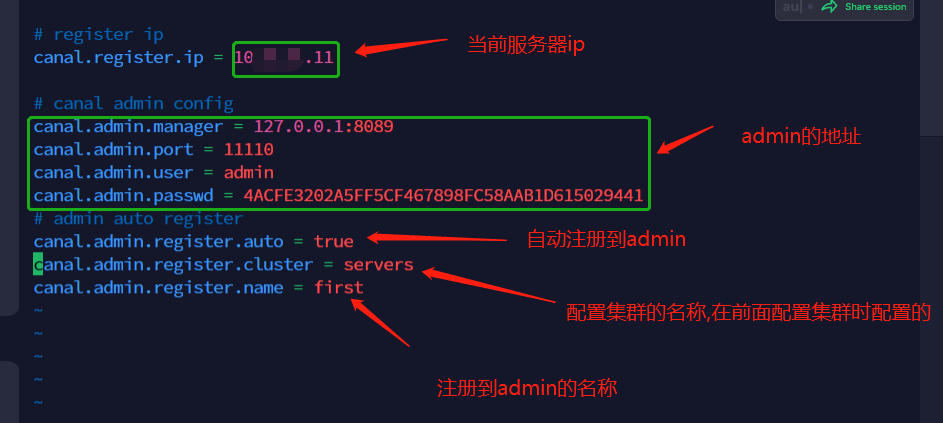 au
Share session
# register ip
canal.register.ip = 10 .11
当前服务器ip
# canal admin config
canal.admin.manager = 127.0.0.1:8089
admin的地址
canal.admin.port = 11110
canal.admin.user = admin
canal.admin.passwd = 4ACFE3202A5FF5CF467898FC58AAB1D615029441
# admin auto register
canal.admin.register.auto = true
自动注册到admin
canal.admin.register.cluster = servers
canal.admin.register.name = first
配置集群的名称,在前面配置集群时配置的
注册到admin的名称
~
~
~
~
~